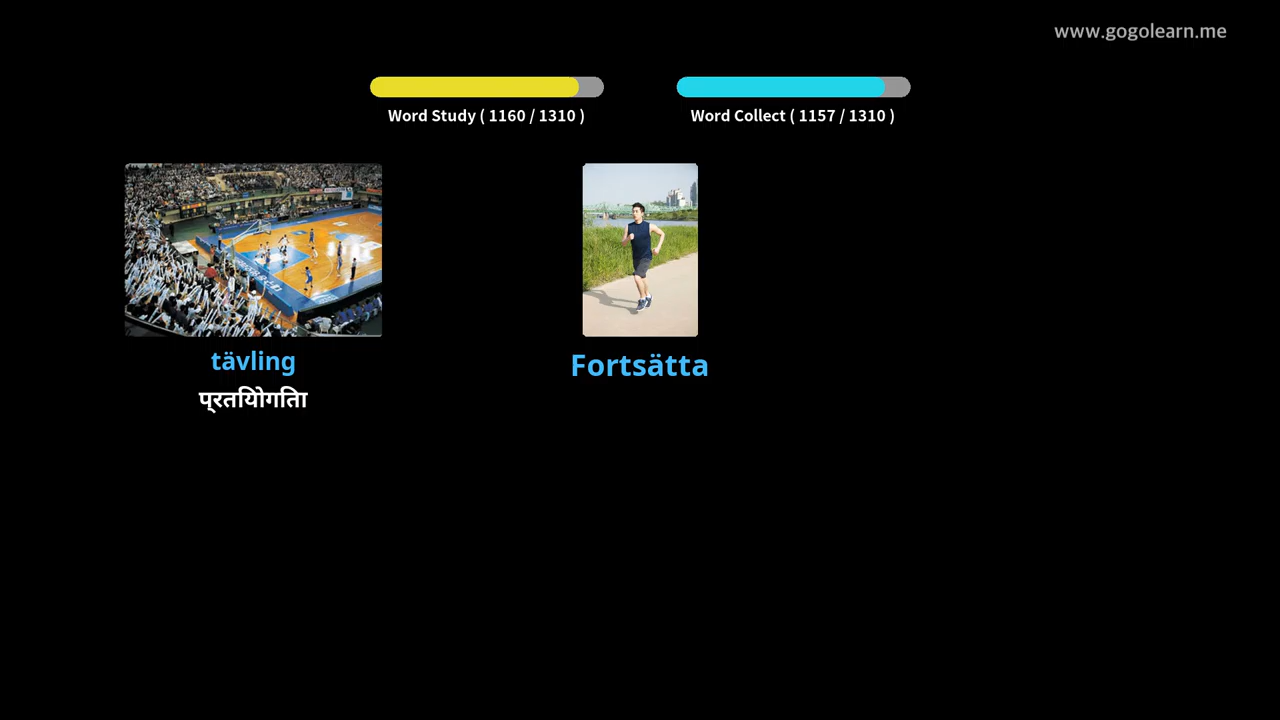 www.gogolearn.me
Word Study ( 1160 / 1310 )
Word Collect ( 1157 / 1310 )
tävling
Fortsätta
प्रतियोगिता